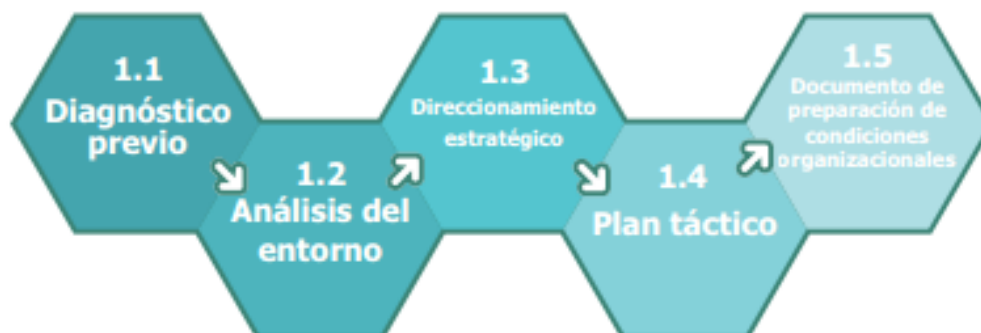 1.1
Diagnóstico
previo
1.2
Análisis del
entorno
1.3
Direccionamiento
estratégico
1.4
Plan táctico
1.5
Documento de
preparación de
condiciones
organizacionales